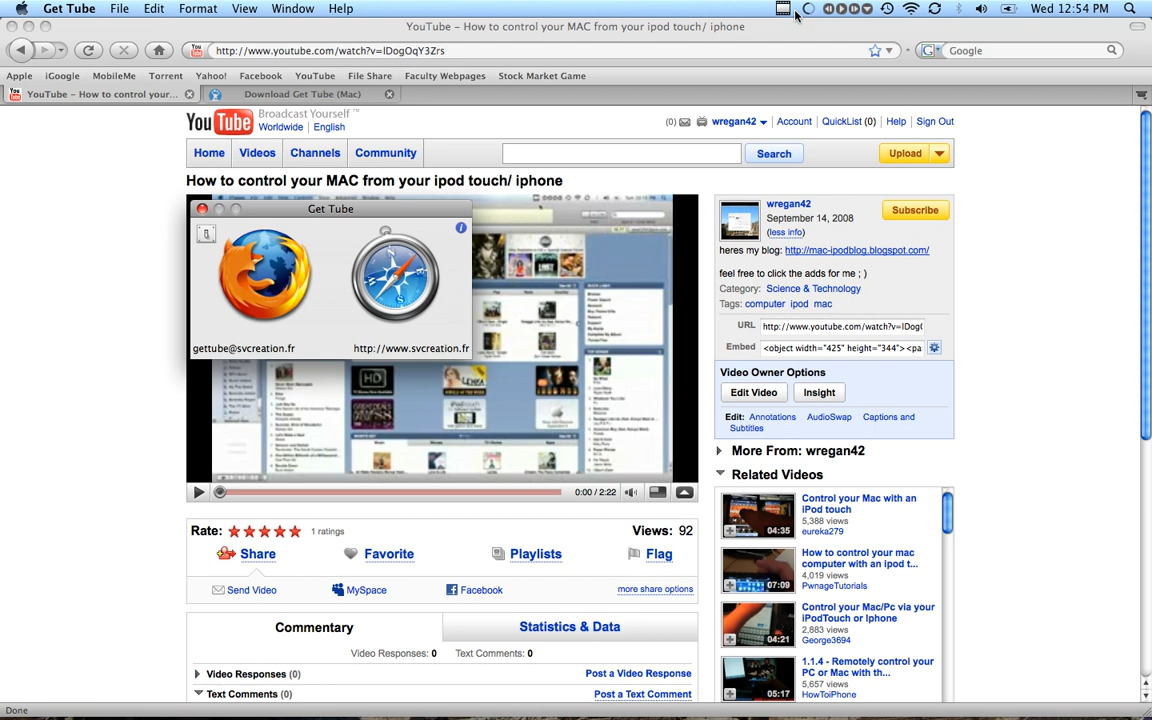 Get Tube File Edit Format View Window Help Wed 12:54 PM
YouTube - How to control your MAC from your ipod touch/ iphone
http://www.youtube.com/watch?v=lDogOqY3Zrs Google
Apple iGoogle MobileMe Torrent Yahoo! Facebook YouTube File Share Faculty Webpages Stock Market Game
YouTube - How to control your... Download Get Tube (Mac)
YouTube Broadcast Yourself ™
Worldwide English
(0) wregan42 Account QuickList (0) Help Sign Out
Home Videos Channels Community Search Upload
How to control your MAC from your ipod touch/ iphone
Get Tube
gettube@svcreation.fr http://www.svcreation.fr
0:00 / 2:22
Rate: 1 ratings Views: 92
Share Favorite Playlists Flag
Send Video MySpace Facebook more share options
Commentary Statistics & Data
Video Responses: 0 Text Comments: 0
Video Responses (0) Post a Video Response
Text Comments (0) Post a Text Comment
wregan42
September 14, 2008
(less info)
Subscribe
heres my blog: http://mac-ipodblog.blogspot.com/
feel free to click the adds for me ; )
Category: Science & Technology
Tags: computer ipod mac
URL http://www.youtube.com/watch?v=lDogO
Embed <object width="425" height="344"><pa
Video Owner Options
Edit Video Insight
Edit: Annotations AudioSwap Captions and
Subtitles
More From: wregan42
Related Videos
Control your Mac with an
iPod touch
5,388 views
eureka279
04:35
How to control your mac
computer with an ipod t...
4,019 views
PwnageTutorials
07:09
Control your Mac/Pc via your
iPodTouch or Iphone
2,883 views
George3694
04:21
1.1.4 - Remotely control your
PC or Mac with th...
5,657 views
HowToiPhone
05:17
Done